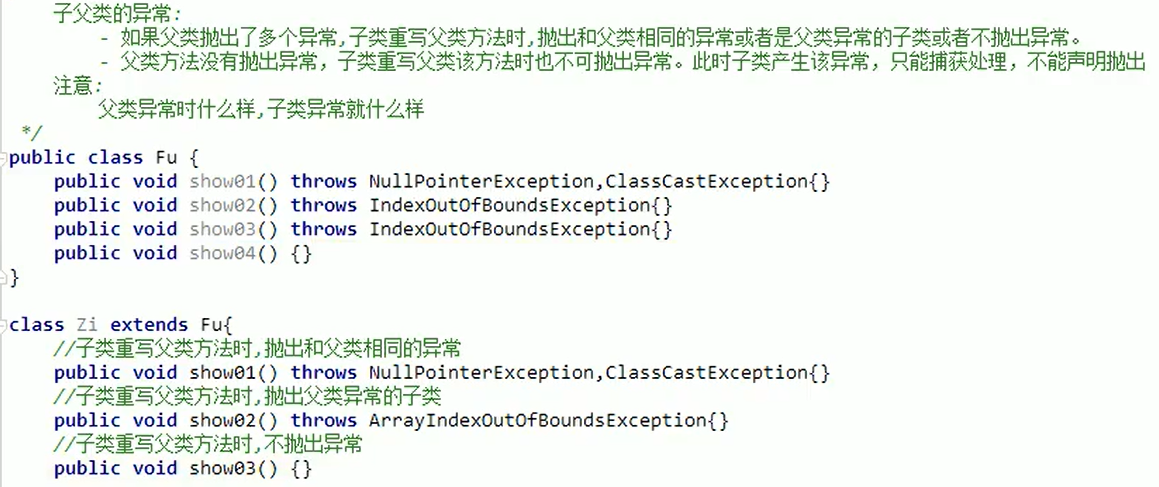 子父类的异常:
- 如果父类抛出了多个异常,子类重写父类方法时,抛出和父类相同的异常或者是父类异常的子类或者不抛出异常。
- 父类方法没有抛出异常，子类重写父类该方法时也不可抛出异常。此时子类产生该异常，只能捕获处理，不能声明抛出
注意:
父类异常时什么样,子类异常就什么样
*/
public class Fu {
public void show01() throws NullPointerException,ClassCastException{}
public void show02() throws IndexOutOfBoundsException{}
public void show03() throws IndexOutOfBoundsException{}
public void show04() {}
}
class Zi extends Fu{
//子类重写父类方法时,抛出和父类相同的异常
public void show01() throws NullPointerException,ClassCastException{}
//子类重写父类方法时,抛出父类异常的子类
public void show02() throws ArrayIndexOutOfBoundsException{}
//子类重写父类方法时,不抛出异常
public void show03() {}